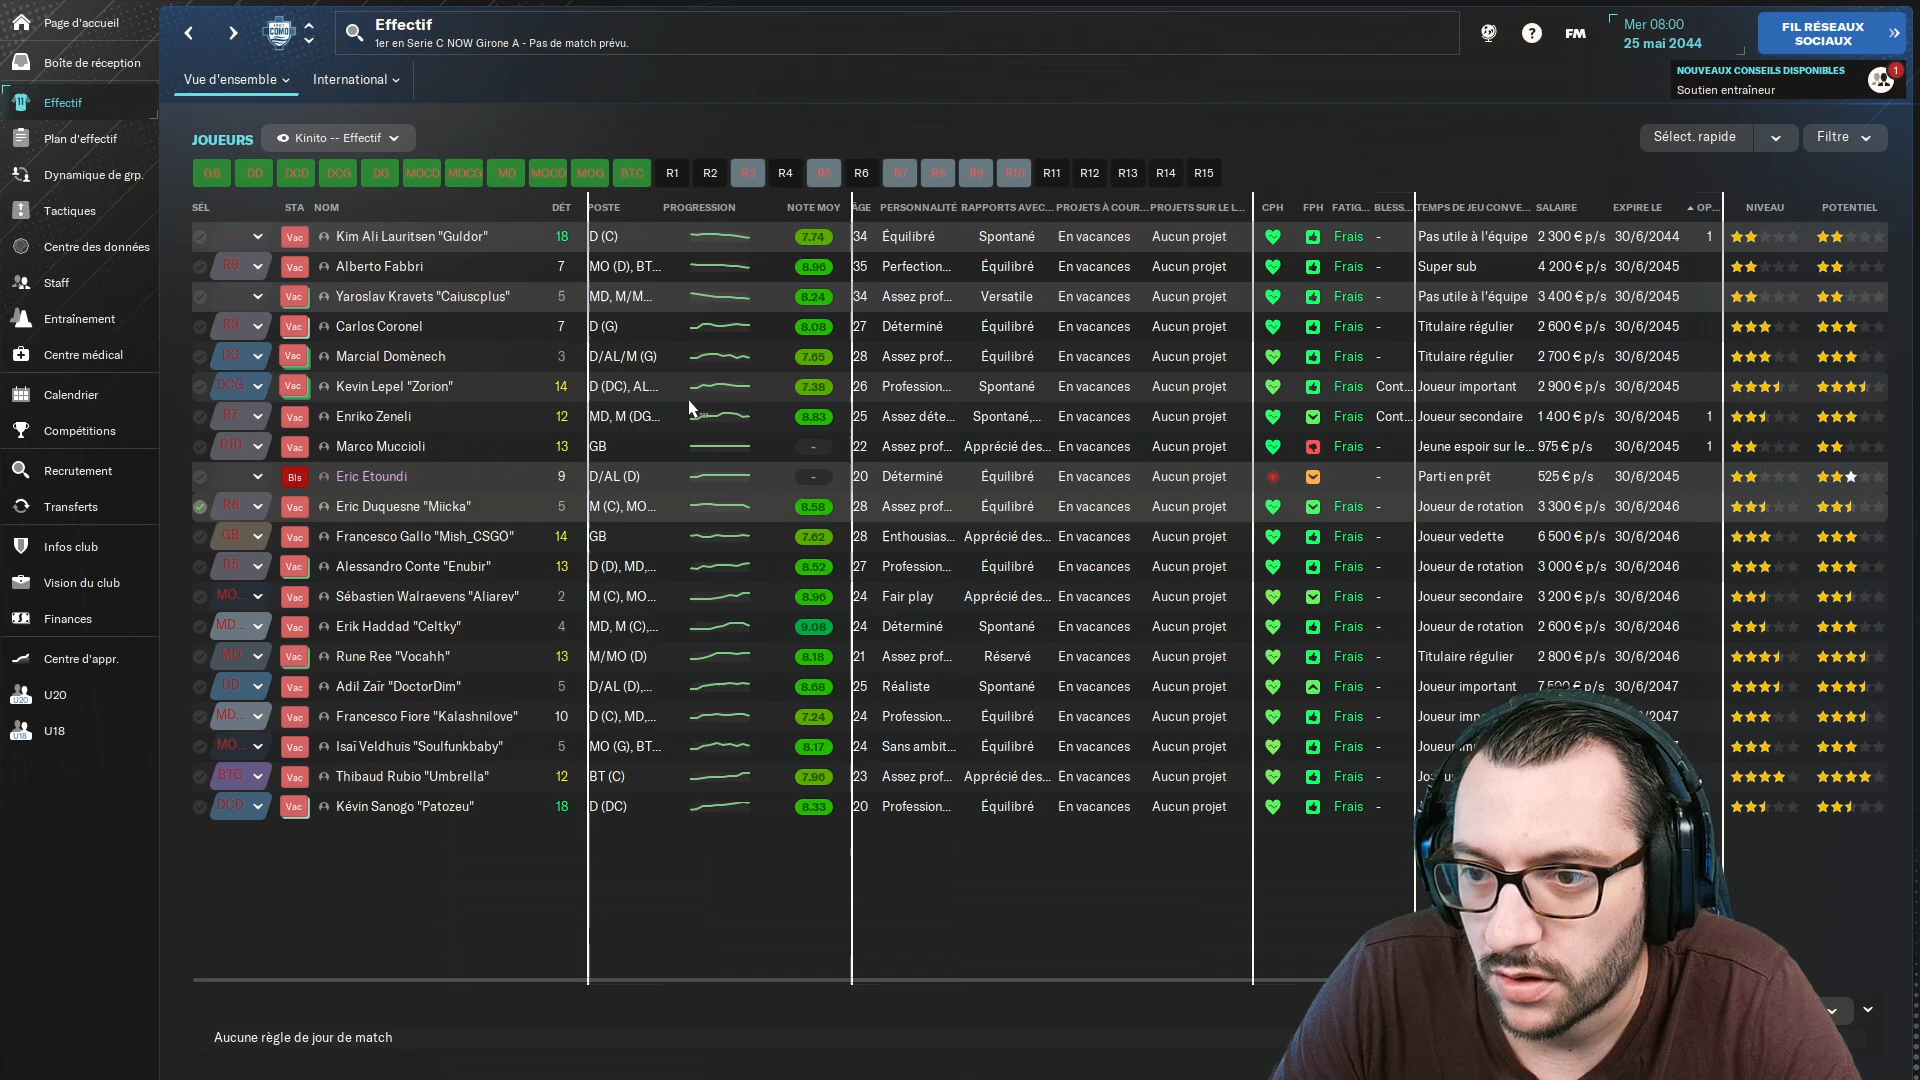 Page d'accueil
Boîte de réception
Effectif
Plan d'effectif
Dynamique de grp.
Tactiques
Centre des données
Staff
Entraînement
Centre médical
Calendrier
Compétitions
Recrutement
Transferts
Infos club
Vision du club
Finances
Centre d'appr.
U20
U18
COMO
Effectif
1er en Serie C NOW Girone A - Pas de match prévu.
FM
Mer 08:00
25 mai 2044
FIL RÉSEAUX SOCIAUX
NOUVEAUX CONSEILS DISPONIBLES
Soutien entraîneur
1
Vue d'ensemble
International
JOUEURS
Kinito -- Effectif
Sélect. rapide
Filtre
GB DD DCD DCG DG MDCD MDCG MD MOCD MOG BTC R1 R2 R3 R4 R5 R6 R7 R8 R9 R10 R11 R12 R13 R14 R15
SÉL STA NOM DÉT POSTE PROGRESSION NOTE MOY ÂGE PERSONNALITÉ RAPPORTS AVEC... PROJETS À COUR... PROJETS SUR LE L... CPH FPH FATIG... BLESS... TEMPS DE JEU CONVE... SALAIRE EXPIRE LE OP... NIVEAU POTENTIEL
- Vac Kim Ali Lauritsen "Guldor" 18 D (C) 7.74 34 Équilibré Spontané En vacances Aucun projet Frais - Pas utile à l'équipe 2 300 € p/s 30/6/2044 1
R9 Vac Alberto Fabbri 7 MO (D), BT... 8.96 35 Perfection... Équilibré En vacances Aucun projet Frais - Super sub 4 200 € p/s 30/6/2045
- Vac Yaroslav Kravets "Caiuscplus" 5 MD, M/M... 8.24 34 Assez prof... Versatile En vacances Aucun projet Frais - Pas utile à l'équipe 3 400 € p/s 30/6/2045
R3 Vac Carlos Coronel 7 D (G) 8.08 27 Déterminé Équilibré En vacances Aucun projet Frais - Titulaire régulier 2 600 € p/s 30/6/2045
DG Vac Marcial Domènech 3 D/AL/M (G) 7.65 28 Assez prof... Équilibré En vacances Aucun projet Frais - Titulaire régulier 2 700 € p/s 30/6/2045
DCG Vac Kevin Lepel "Zorion" 14 D (DC), AL... 7.38 26 Profession... Spontané En vacances Aucun projet Frais Cont... Joueur important 2 900 € p/s 30/6/2045
R7 Vac Enriko Zeneli 12 MD, M (DG... 8.83 25 Assez déte... Spontané,... En vacances Aucun projet Frais Cont... Joueur secondaire 1 400 € p/s 30/6/2045 1
R10 Vac Marco Muccioli 13 GB - 22 Assez prof... Apprécié des... En vacances Aucun projet Frais - Jeune espoir sur le... 975 € p/s 30/6/2045 1
- Bls Eric Etoundi 9 D/AL (D) - 20 Déterminé Équilibré En vacances Aucun projet - Parti en prêt 525 € p/s 30/6/2045
R8 Vac Eric Duquesne "Miicka" 5 M (C), MO... 8.58 28 Assez prof... Équilibré En vacances Aucun projet Frais - Joueur de rotation 3 300 € p/s 30/6/2046
GB Vac Francesco Gallo "Mish_CSGO" 14 GB 7.62 28 Enthousias... Apprécié des... En vacances Aucun projet Frais - Joueur vedette 6 500 € p/s 30/6/2046
R5 Vac Alessandro Conte "Enubir" 13 D (D), MD,... 8.52 27 Profession... Équilibré En vacances Aucun projet Frais - Joueur de rotation 3 000 € p/s 30/6/2046
MO... Vac Sébastien Walraevens "Aliarev" 2 M (C), MO... 8.96 24 Fair play Apprécié des... En vacances Aucun projet Frais - Joueur secondaire 3 200 € p/s 30/6/2046
MD... Vac Erik Haddad "Celtky" 4 MD, M (C),... 9.08 24 Déterminé Spontané En vacances Aucun projet Frais - Joueur de rotation 2 600 € p/s 30/6/2046
MD Vac Rune Ree "Vocahh" 13 M/MO (D) 8.18 21 Assez prof... Réservé En vacances Aucun projet Frais - Titulaire régulier 2 800 € p/s 30/6/2046
DD Vac Adil Zaïr "DoctorDim" 5 D/AL (D),... 8.68 25 Réaliste Spontané En vacances Aucun projet Frais - Joueur important 7 500 € p/s 30/6/2047
MD... Vac Francesco Fiore "Kalashnilove" 10 D (C), MD,... 7.24 24 Profession... Équilibré En vacances Aucun projet Frais - Joueur imp 2047
MO... Vac Isaï Veldhuis "Soulfunkbaby" 5 MO (G), BT... 8.17 24 Sans ambit... Équilibré En vacances Aucun projet Frais - Joueur
BTC Vac Thibaud Rubio "Umbrella" 12 BT (C) 7.96 23 Assez prof... Apprécié des... En vacances Aucun projet Frais -
DCD Vac Kévin Sanogo "Patozeu" 18 D (DC) 8.33 20 Profession... Équilibré En vacances Aucun projet Frais -
Aucune règle de jour de match